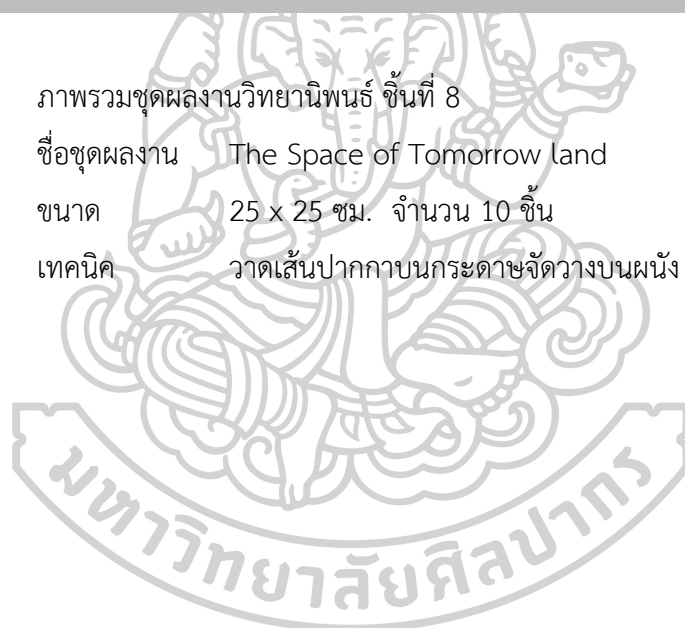 ภาพรวมชุดผลงานวิทยานิพนธ์ ชิ้นที่ 8
ชื่อชุดผลงาน The Space of Tomorrow land
ขนาด 25 x 25 ซม. จำนวน 10 ชิ้น
เทคนิค วาดเส้นปากกาบนกระดาษจัดวางบนผนัง
มหาวิทยาลัยศิลปากร